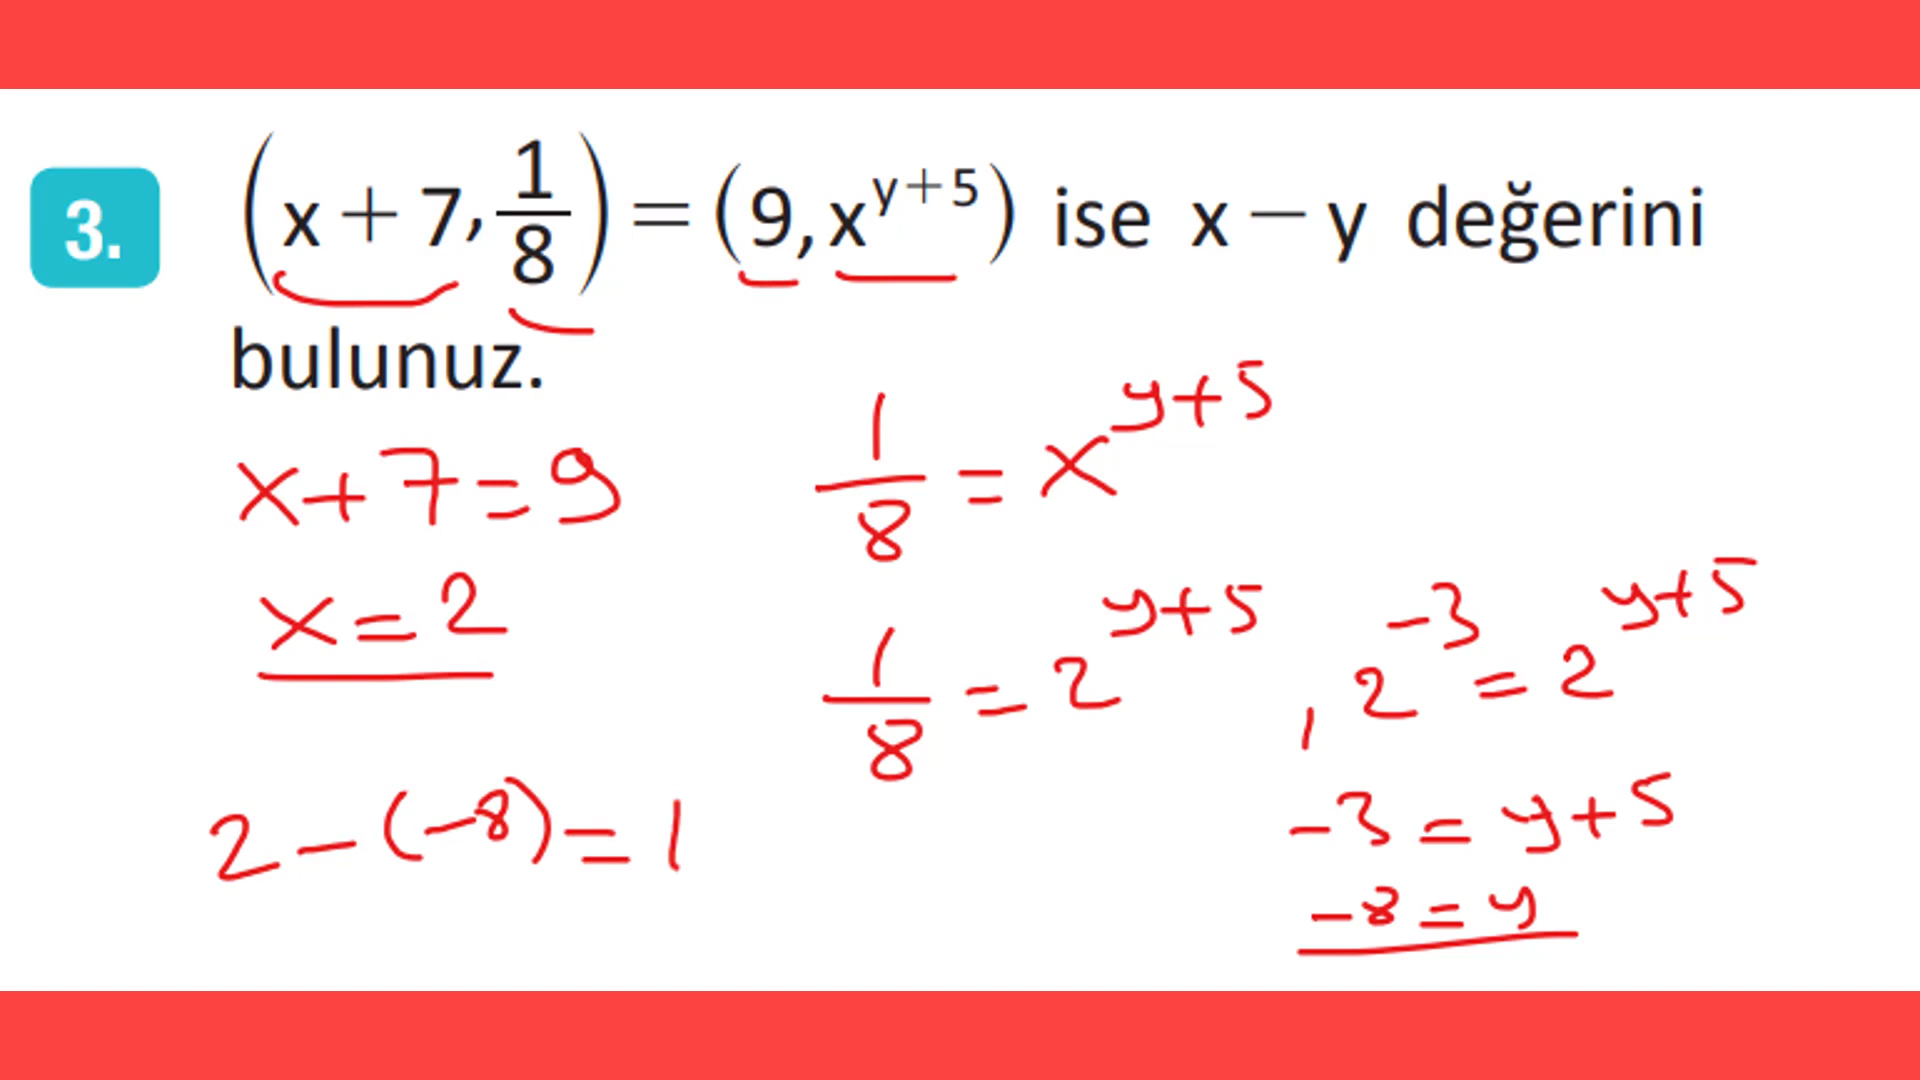 3. (x + 7, 1/8) = (9, x^(y+5)) ise x − y değerini
bulunuz.
x+7=9
x=2
1/8 = x^(y+5)
1/8 = 2^(y+5), 2^(-3) = 2^(y+5)
-3=y+5
-8=y
2-(-8)=1